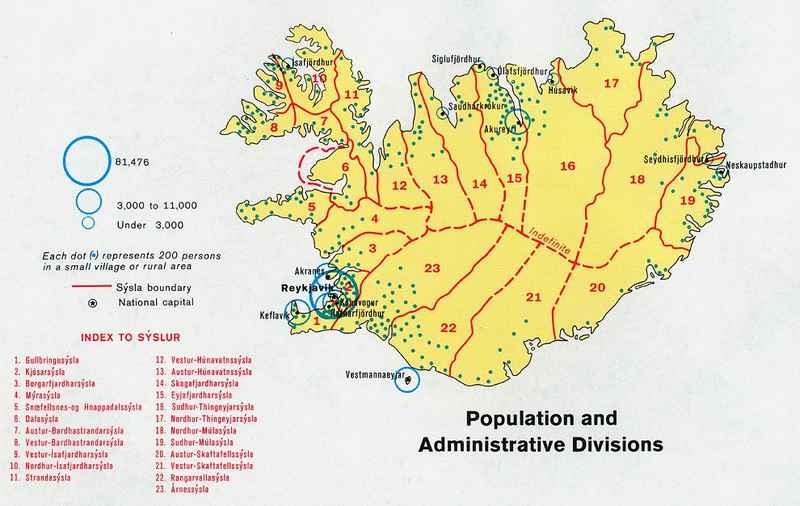 Ísafjördhur
Siglufjördhur
Ólafsfjördhur
Húsavík
Saudhárkrókur
Akureyri
Seydhisfjördhur
Neskaupstadhur
Akranes
Reykjavík
Kópavogur
Hafnarfjördhur
Keflavík
Vestmannaeyjar
Indefinite
1
2
3
4
5
6
7
8
9
10
11
12
13
14
15
16
17
18
19
20
21
22
23
81,476
3,000 to 11,000
Under 3,000
Each dot (•) represents 200 persons
in a small village or rural area
Sýsla boundary
National capital
INDEX TO SÝSLUR
1. Gullbringusýsla
2. Kjósarsýsla
3. Borgarfjardharsýsla
4. Mýrasýsla
5. Snæfellsnes-og Hnappadalssýsla
6. Dalasýsla
7. Austur-Bardhastrandarsýsla
8. Vestur-Bardhastrandarsýsla
9. Vestur-Ísafjardharsýsla
10. Nordhur-Ísafjardharsýsla
11. Strandasýsla
12. Vestur-Húnavatnssýsla
13. Austur-Húnavatnssýsla
14. Skagafjardharsýsla
15. Eyjafjardharsýsla
16. Sudhur-Thingeyjarsýsla
17. Nordhur-Thingeyjarsýsla
18. Nordhur-Múlasýsla
19. Sudhur-Múlasýsla
20. Austur-Skaftafellssýsla
21. Vestur-Skaftafellssýsla
22. Rangarvallasýsla
23. Árnessýsla
Population and
Administrative Divisions